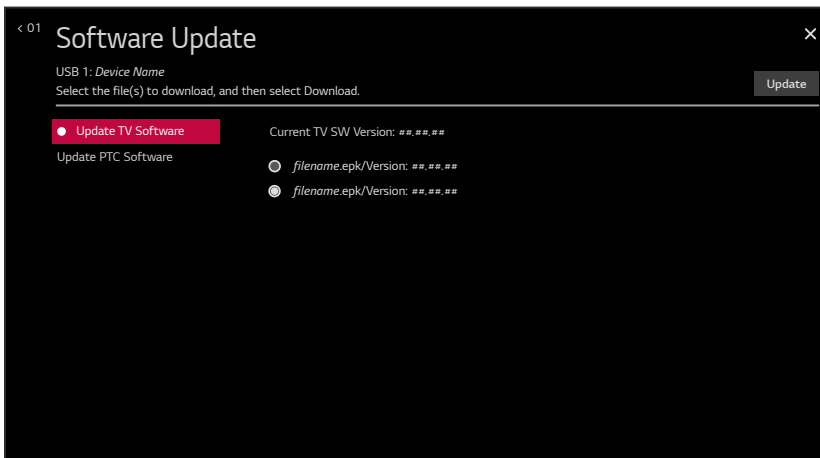 < 01
Software Update
USB 1: Device Name
Select the file(s) to download, and then select Download.
Update
Update TV Software
Current TV SW Version: ##.##.##
Update PTC Software
filename.epk/Version: ##.##.##
filename.epk/Version: ##.##.##